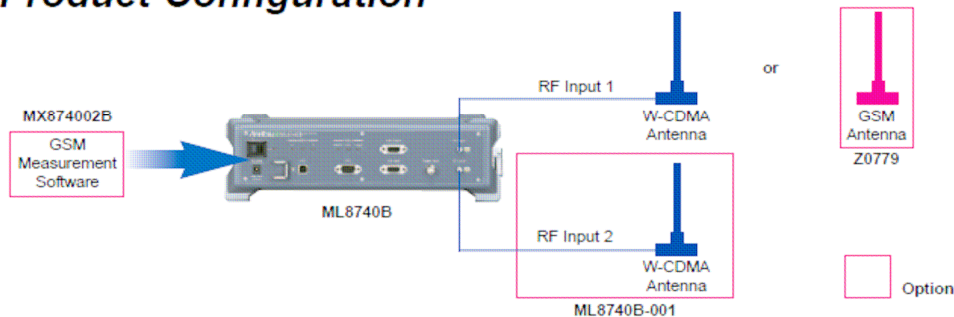 Product Configuration
RF Input 1
or
MX874002B
GSM
Measurement
Software
W-CDMA
Antenna
GSM
Antenna
Z0779
ML8740B
RF Input 2
W-CDMA
Antenna
Option
ML8740B-001